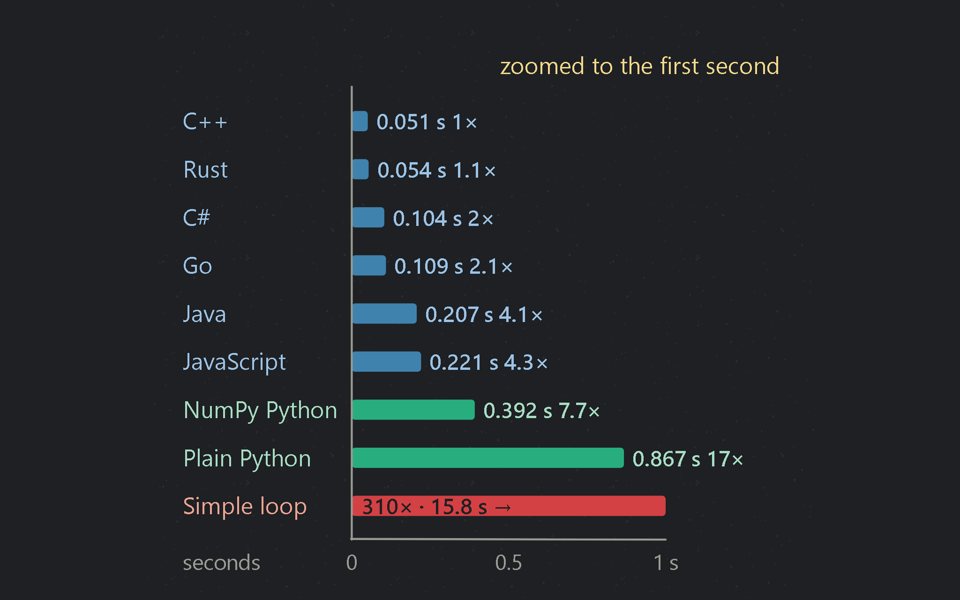 zoomed to the first second
C++ 0.051 s 1×
Rust 0.054 s 1.1×
C# 0.104 s 2×
Go 0.109 s 2.1×
Java 0.207 s 4.1×
JavaScript 0.221 s 4.3×
NumPy Python 0.392 s 7.7×
Plain Python 0.867 s 17×
Simple loop 310× · 15.8 s →
seconds 0 0.5 1 s